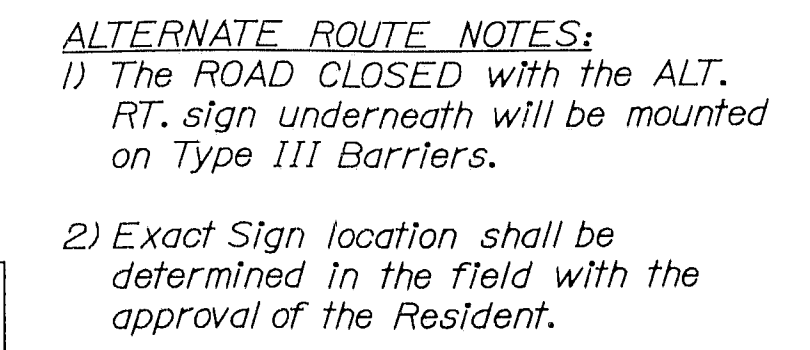 ALTERNATE ROUTE NOTES:
1) The ROAD CLOSED with the ALT.
RT. sign underneath will be mounted
on Type III Barriers.
2) Exact Sign location shall be
determined in the field with the
approval of the Resident.